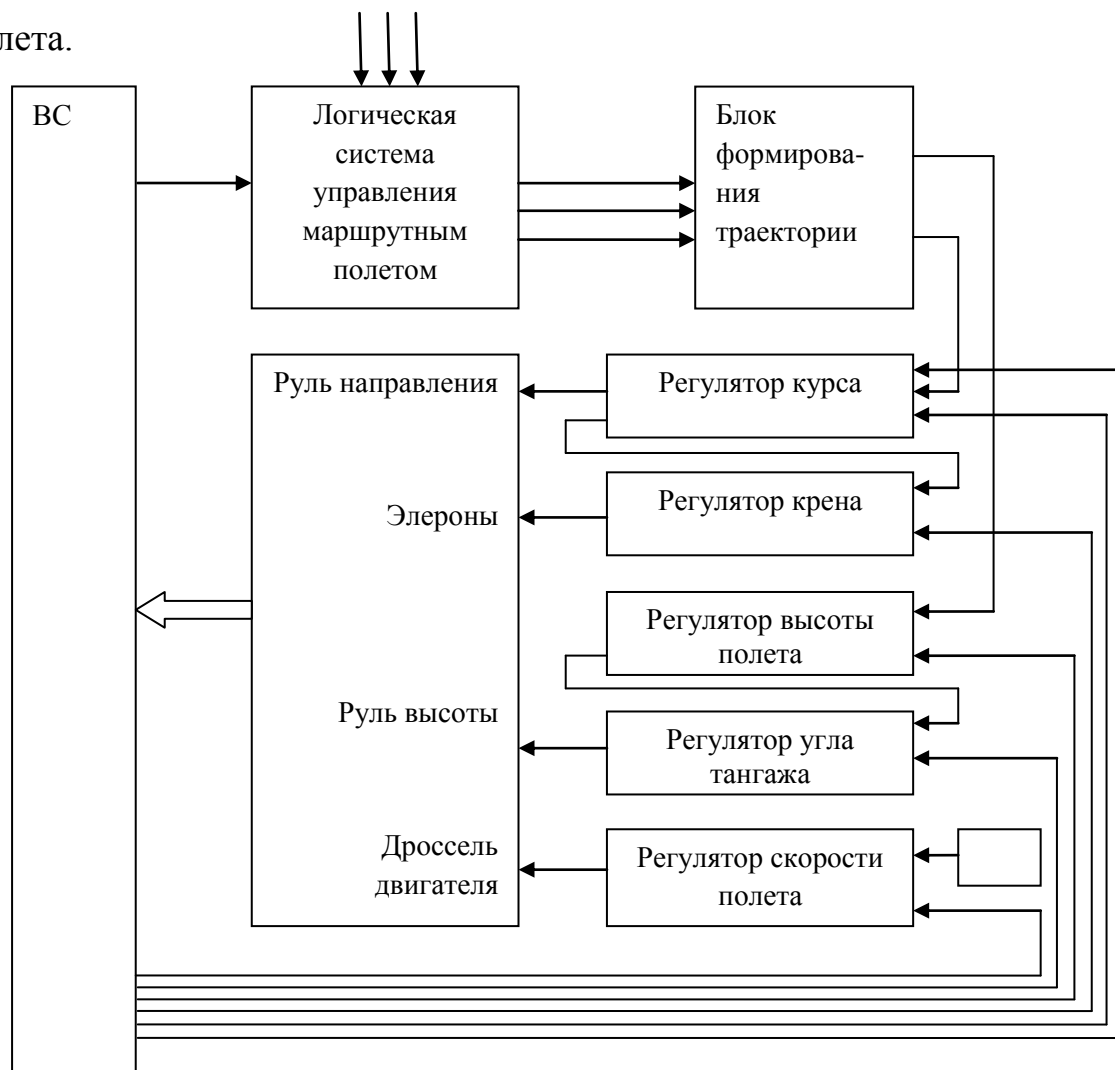 лета.
ВС
Логическая
система
управления
маршрутным
полетом
Блок
формирова-
ния
траектории
Руль направления
Регулятор курса
Элероны
Регулятор крена
Регулятор высоты
полета
Руль высоты
Регулятор угла
тангажа
Дроссель
двигателя
Регулятор скорости
полета